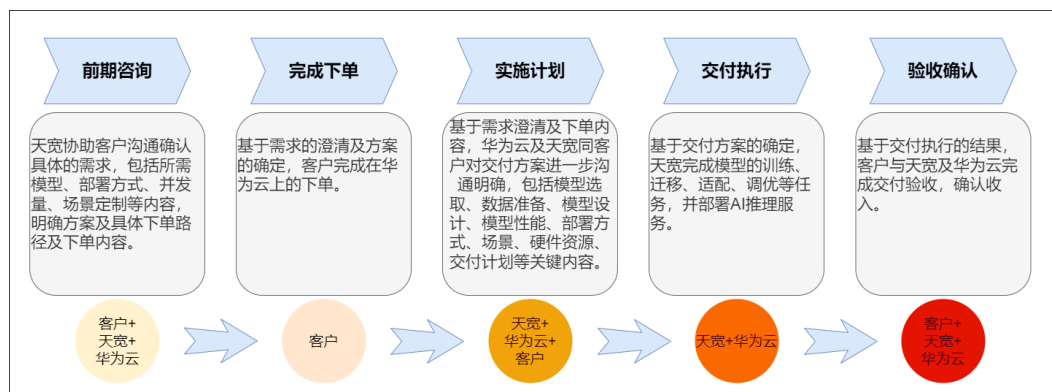 前期咨询
完成下单
实施计划
交付执行
验收确认
天宽协助客户沟通确认
具体的需求，包括所需
模型、部署方式、并发
量、场景定制等内容，
明确方案及具体下单路
径及下单内容。
基于需求的澄清及方案
的确定，客户完成在华
为云上的下单。
基于需求澄清及下单内
容，华为云及天宽同客
户对交付方案进一步沟
通明确，包括模型选
取、数据准备、模型设
计、模型性能、部署方
式、场景、硬件资源、
交付计划等关键内容。
基于交付方案的确定，
天宽完成模型的训练、
迁移、适配、调优等任
务，并部署AI推理服
务。
基于交付执行的结果，
客户与天宽及华为云完
成交付验收，确认收
入。
客户+
天宽+
华为云
客户
天宽+
华为云+
客户
天宽+华为云
客户+
天宽+
华为云